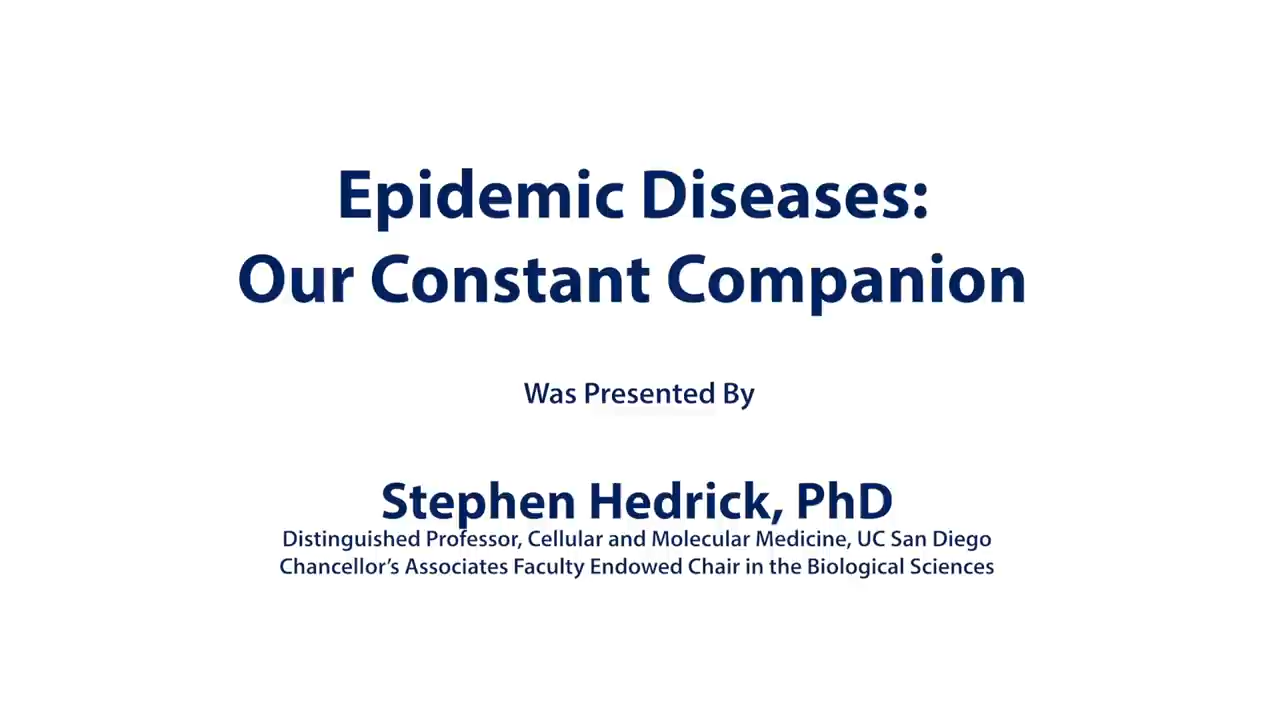 Epidemic Diseases:
Our Constant Companion
Was Presented By
Stephen Hedrick, PhD
Distinguished Professor, Cellular and Molecular Medicine, UC San Diego
Chancellor’s Associates Faculty Endowed Chair in the Biological Sciences